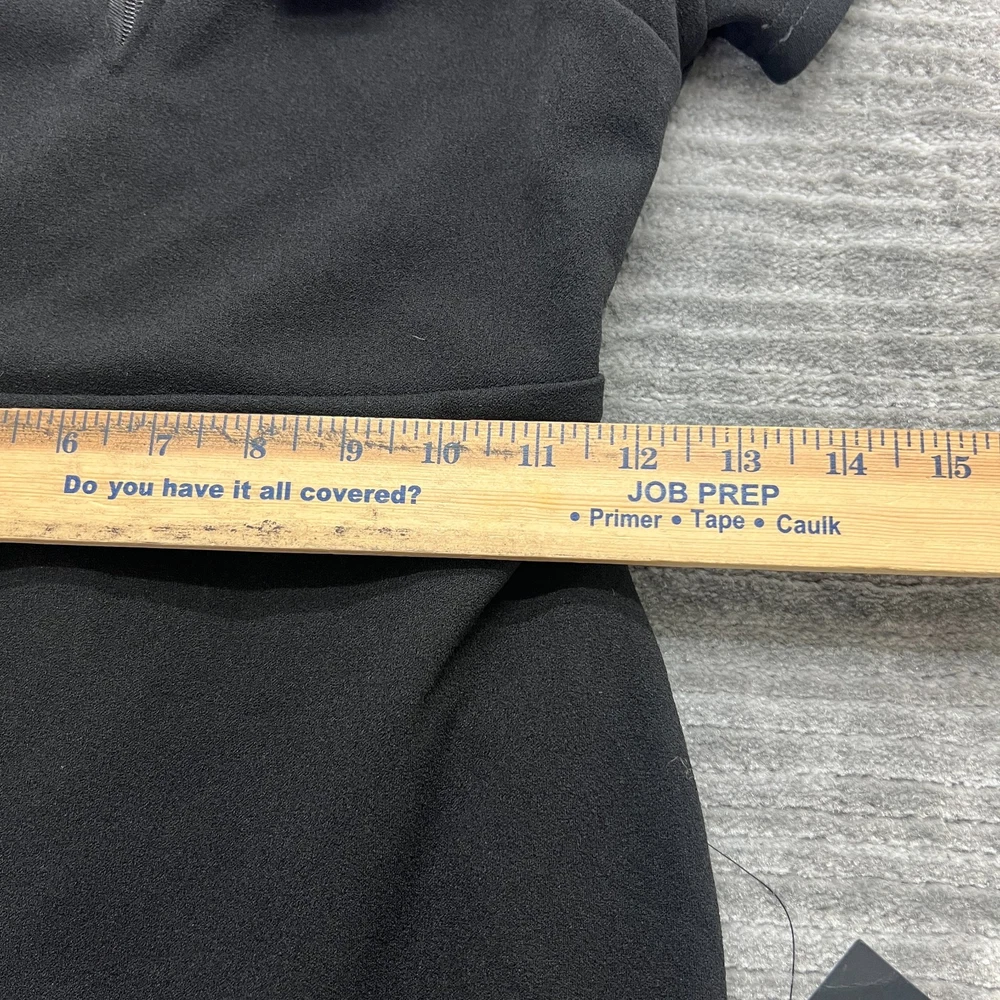 6 7 8 9 10 11 12 13 14 15
Do you have it all covered?
JOB PREP
• Primer • Tape • Caulk